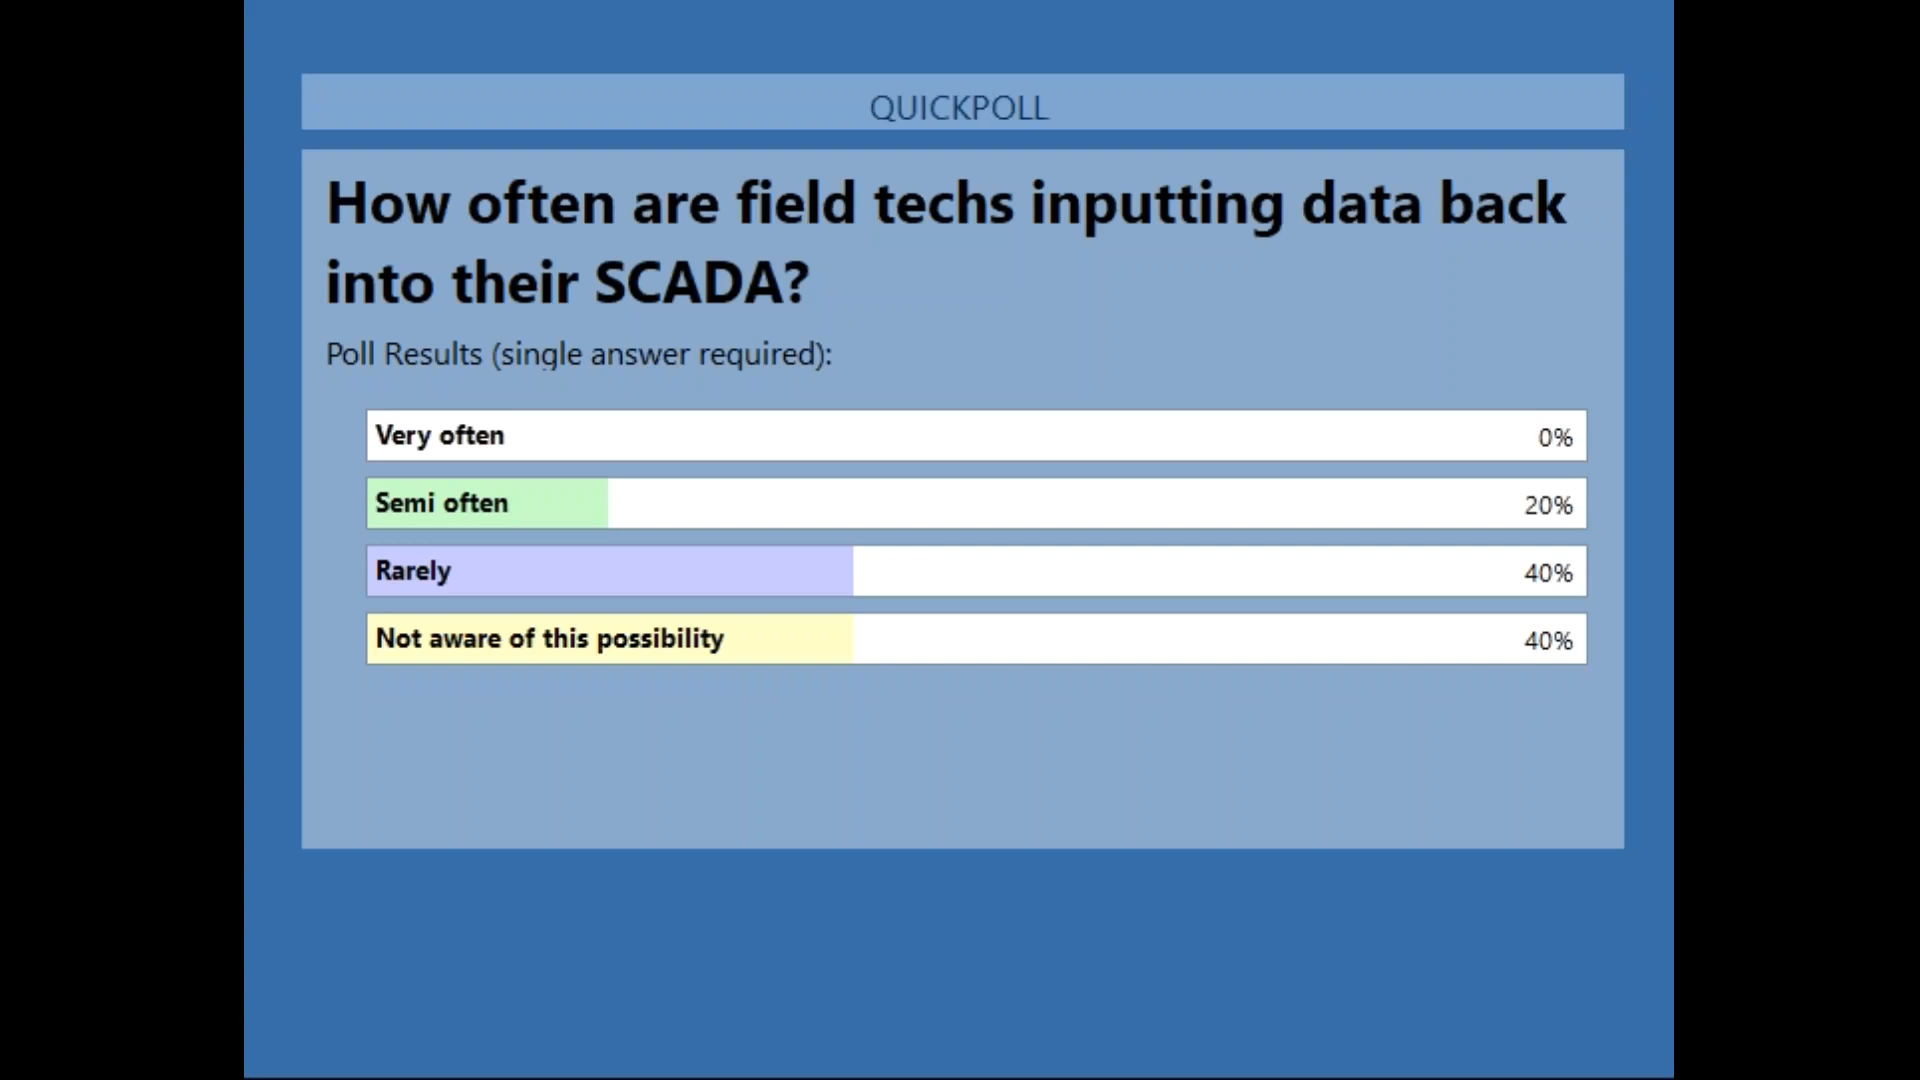 QUICKPOLL
How often are field techs inputting data back
into their SCADA?
Poll Results (single answer required):
Very often 0%
Semi often 20%
Rarely 40%
Not aware of this possibility 40%